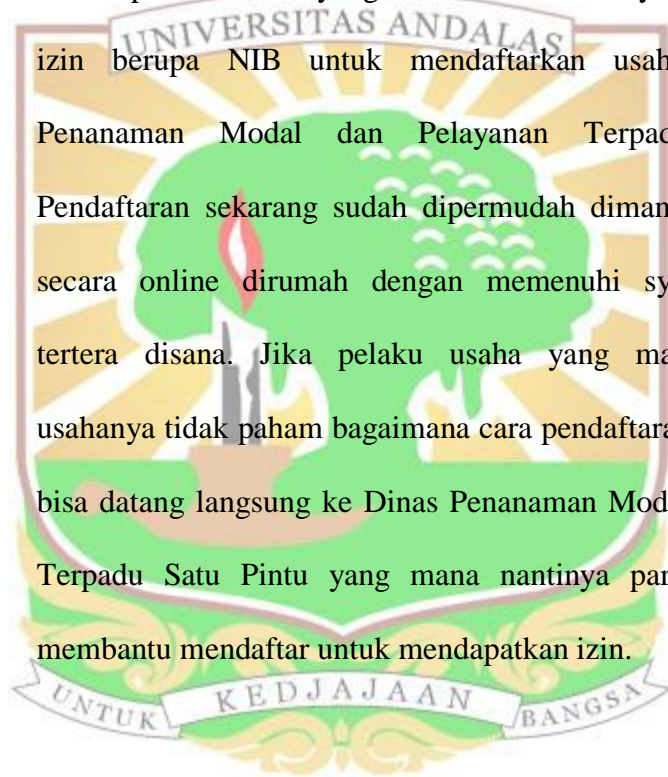 UNIVERSITAS ANDALAS
izin berupa NIB untuk mendaftarkan usah
Penanaman Modal dan Pelayanan Terpad
Pendaftaran sekarang sudah dipermudah diman
secara online dirumah dengan memenuhi sy
tertera disana. Jika pelaku usaha yang ma
usahanya tidak paham bagaimana cara pendaftara
bisa datang langsung ke Dinas Penanaman Mod
Terpadu Satu Pintu yang mana nantinya par
membantu mendaftar untuk mendapatkan izin.
UNTUK KEDJAJAAN BANGSA